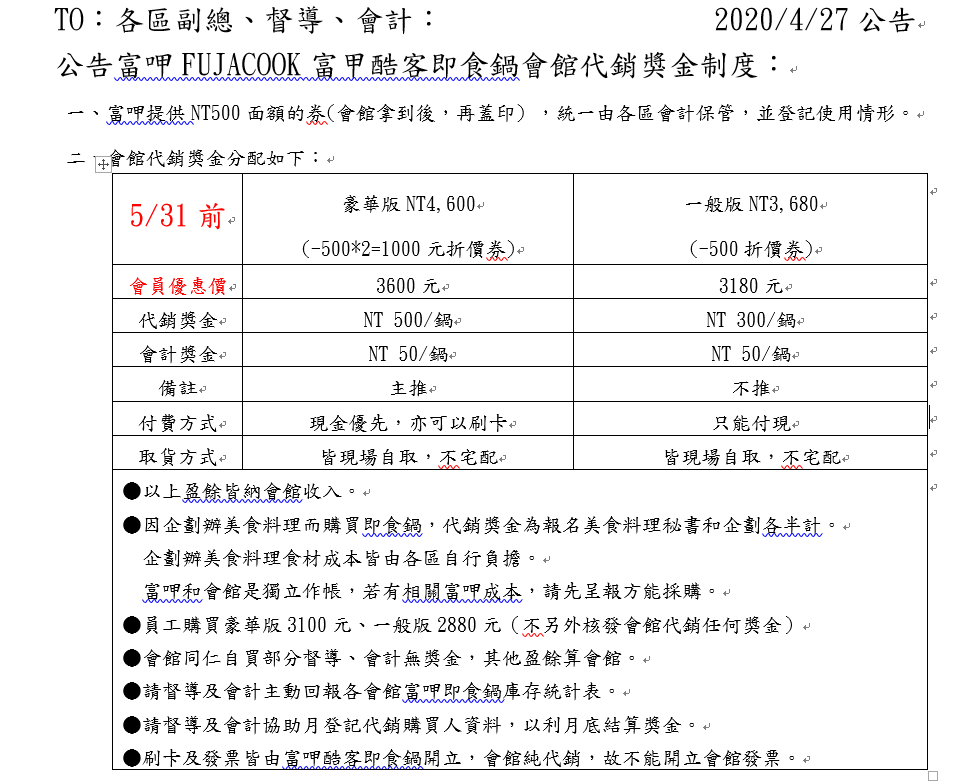 TO：各區副總、督導、會計： 2020/4/27 公告
公告富呷 FUJACOOK 富甲酷客即食鍋會館代銷獎金制度：
一、富呷提供 NT500 面額的券(會館拿到後，再蓋印) ，統一由各區會計保管，並登記使用情形。
二、會館代銷獎金分配如下：
5/31 前 豪華版 NT4,600 一般版 NT3,680
(-500*2=1000 元折價券) (-500 折價券)
會員優惠價 3600 元 3180 元
代銷獎金 NT 500/鍋 NT 300/鍋
會計獎金 NT 50/鍋 NT 50/鍋
備註 主推 不推
付費方式 現金優先，亦可以刷卡 只能付現
取貨方式 皆現場自取，不宅配 皆現場自取，不宅配
●以上盈餘皆納會館收入。
●因企劃辦美食料理而購買即食鍋，代銷獎金為報名美食料理秘書和企劃各半計。
企劃辦美食料理食材成本皆由各區自行負擔。
富呷和會館是獨立作帳，若有相關富呷成本，請先呈報方能採購。
●員工購買豪華版 3100 元、一般版 2880 元（不另外核發會館代銷任何獎金）
●會館同仁自買部分督導、會計無獎金，其他盈餘算會館。
●請督導及會計主動回報各會館富呷即食鍋庫存統計表。
●請督導及會計協助月登記代銷購買人資料，以利月底結算獎金。
●刷卡及發票皆由富呷酷客即食鍋開立，會館純代銷，故不能開立會館發票。